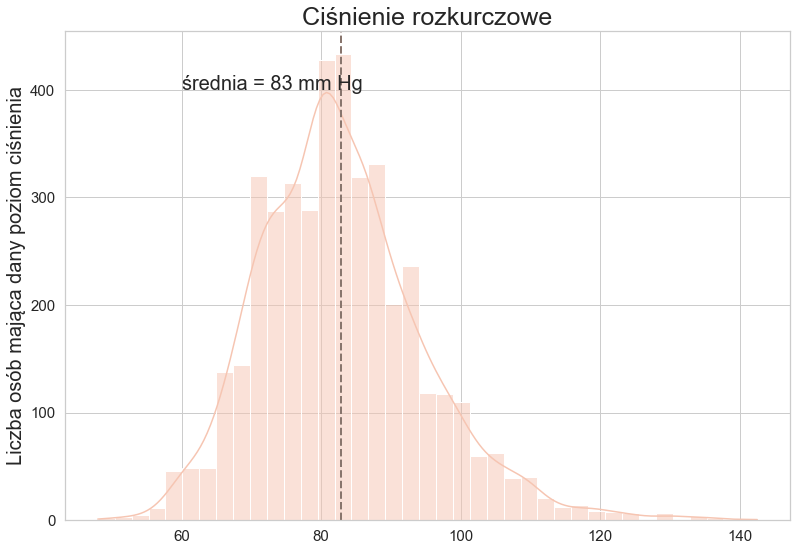 Ciśnienie rozkurczowe
średnia = 83 mm Hg
Liczba osób mająca dany poziom ciśnienia
400
300
200
100
0
60 80 100 120 140